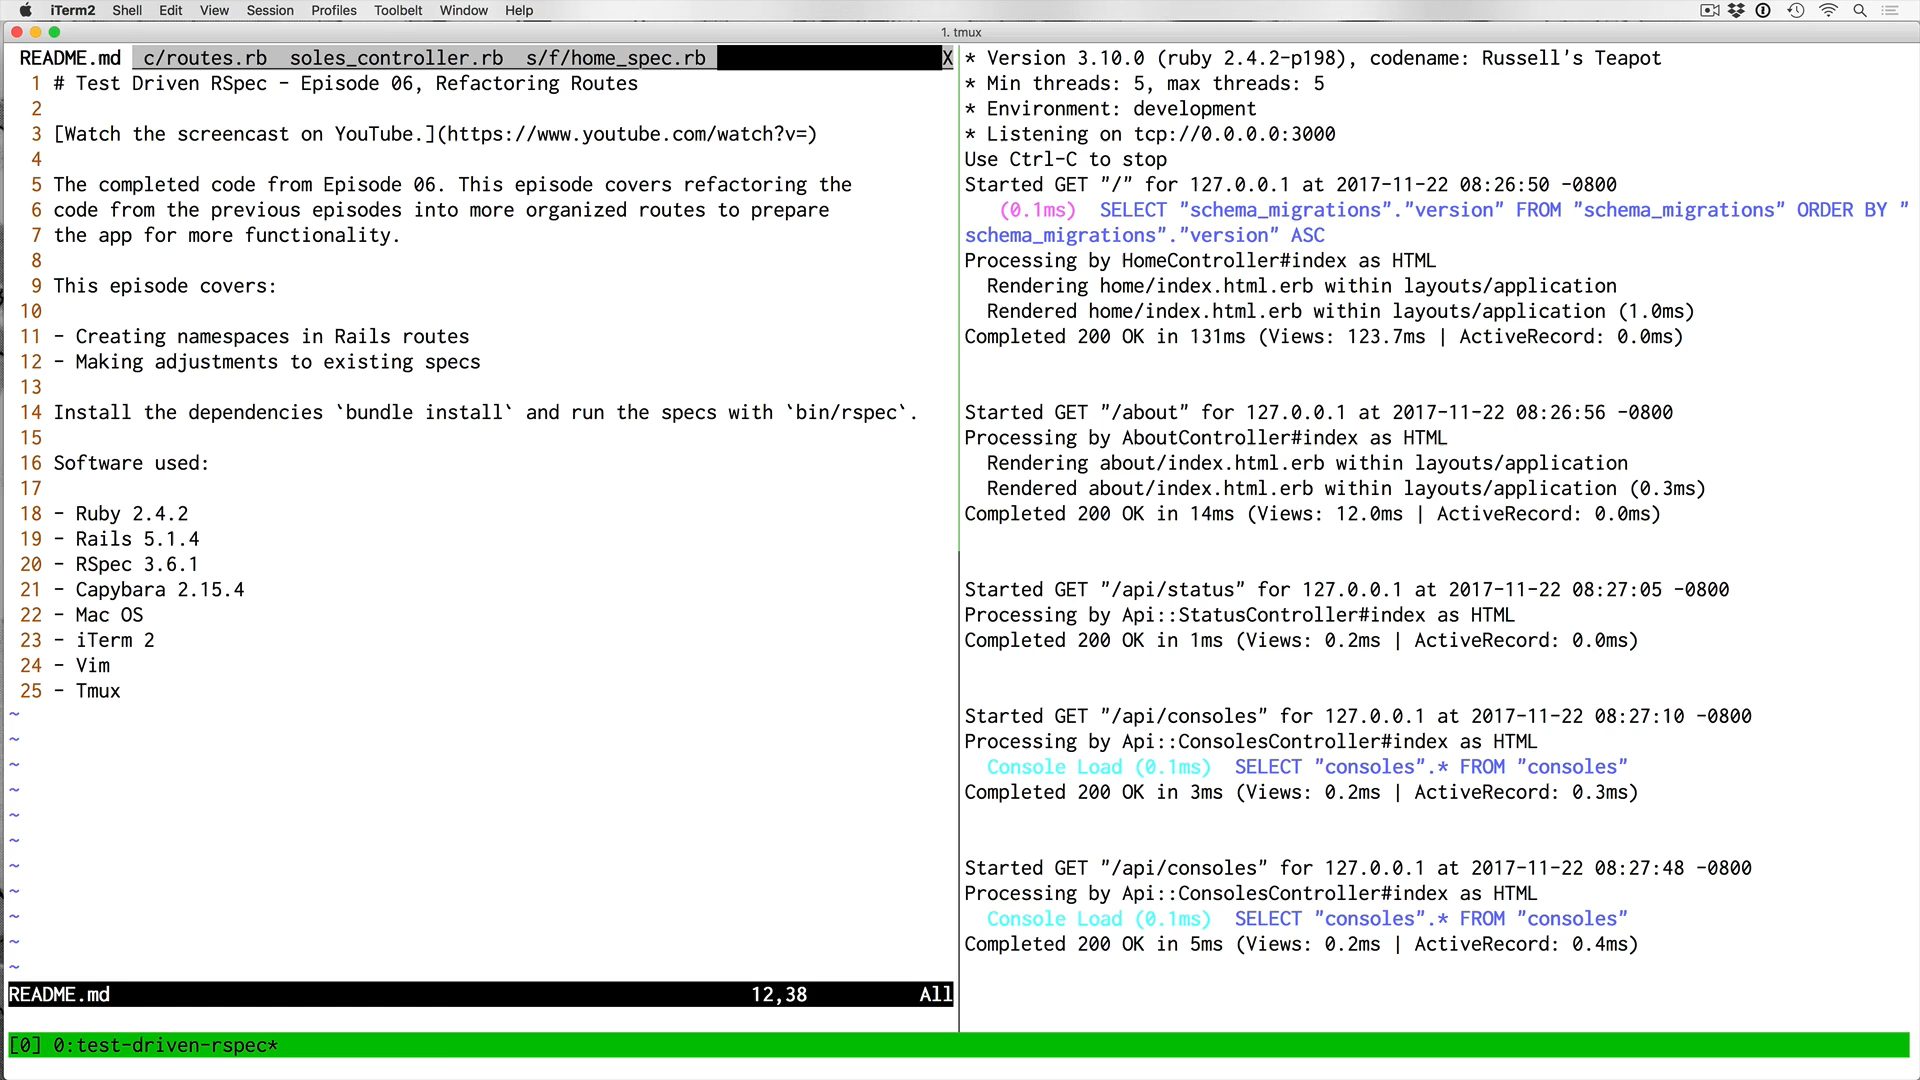 iTerm2 Shell Edit View Session Profiles Toolbelt Window Help
1. tmux
README.md c/routes.rb soles_controller.rb s/f/home_spec.rb X
1 # Test Driven RSpec - Episode 06, Refactoring Routes
2
3 [Watch the screencast on YouTube.](https://www.youtube.com/watch?v=)
4
5 The completed code from Episode 06. This episode covers refactoring the
6 code from the previous episodes into more organized routes to prepare
7 the app for more functionality.
8
9 This episode covers:
10
11 - Creating namespaces in Rails routes
12 - Making adjustments to existing specs
13
14 Install the dependencies `bundle install` and run the specs with `bin/rspec`.
15
16 Software used:
17
18 - Ruby 2.4.2
19 - Rails 5.1.4
20 - RSpec 3.6.1
21 - Capybara 2.15.4
22 - Mac OS
23 - iTerm 2
24 - Vim
25 - Tmux
~
~
~
~
~
~
~
~
~
~
~
README.md 12,38 All
* Version 3.10.0 (ruby 2.4.2-p198), codename: Russell's Teapot
* Min threads: 5, max threads: 5
* Environment: development
* Listening on tcp://0.0.0.0:3000
Use Ctrl-C to stop
Started GET "/" for 127.0.0.1 at 2017-11-22 08:26:50 -0800
(0.1ms) SELECT "schema_migrations"."version" FROM "schema_migrations" ORDER BY "
schema_migrations"."version" ASC
Processing by HomeController#index as HTML
Rendering home/index.html.erb within layouts/application
Rendered home/index.html.erb within layouts/application (1.0ms)
Completed 200 OK in 131ms (Views: 123.7ms | ActiveRecord: 0.0ms)
Started GET "/about" for 127.0.0.1 at 2017-11-22 08:26:56 -0800
Processing by AboutController#index as HTML
Rendering about/index.html.erb within layouts/application
Rendered about/index.html.erb within layouts/application (0.3ms)
Completed 200 OK in 14ms (Views: 12.0ms | ActiveRecord: 0.0ms)
Started GET "/api/status" for 127.0.0.1 at 2017-11-22 08:27:05 -0800
Processing by Api::StatusController#index as HTML
Completed 200 OK in 1ms (Views: 0.2ms | ActiveRecord: 0.0ms)
Started GET "/api/consoles" for 127.0.0.1 at 2017-11-22 08:27:10 -0800
Processing by Api::ConsolesController#index as HTML
Console Load (0.1ms) SELECT "consoles".* FROM "consoles"
Completed 200 OK in 3ms (Views: 0.2ms | ActiveRecord: 0.3ms)
Started GET "/api/consoles" for 127.0.0.1 at 2017-11-22 08:27:48 -0800
Processing by Api::ConsolesController#index as HTML
Console Load (0.1ms) SELECT "consoles".* FROM "consoles"
Completed 200 OK in 5ms (Views: 0.2ms | ActiveRecord: 0.4ms)
[0] 0:test-driven-rspec*